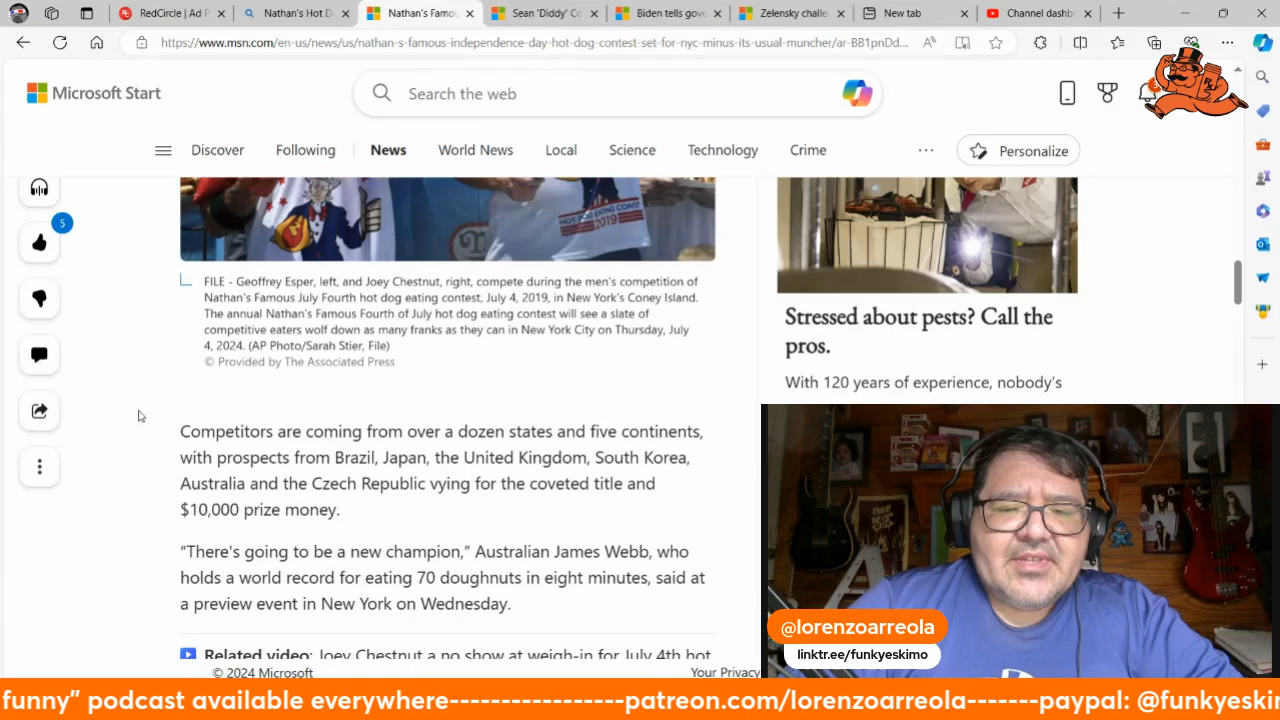 RedCircle | Ad P
Nathan's Hot D
Nathan's Famou
Sean 'Diddy' Co
Biden tells gove
Zelensky challe
New tab
Channel dashbo
https://www.msn.com/en-us/news/us/nathan-s-famous-independence-day-hot-dog-contest-set-for-nyc-minus-its-usual-muncher/ar-BB1pnDd...
Microsoft Start
Search the web
Discover
Following
News
World News
Local
Science
Technology
Crime
Personalize
5
HOT DOG EATING CONT
2019
FILE - Geoffrey Esper, left, and Joey Chestnut, right, compete during the men's competition of
Nathan's Famous July Fourth hot dog eating contest, July 4, 2019, in New York's Coney Island.
The annual Nathan's Famous Fourth of July hot dog eating contest will see a slate of
competitive eaters wolf down as many franks as they can in New York City on Thursday, July
4, 2024. (AP Photo/Sarah Stier, File)
© Provided by The Associated Press
Stressed about pests? Call the
pros.
With 120 years of experience, nobody's
Competitors are coming from over a dozen states and five continents,
with prospects from Brazil, Japan, the United Kingdom, South Korea,
Australia and the Czech Republic vying for the coveted title and
$10,000 prize money.
“There's going to be a new champion,” Australian James Webb, who
holds a world record for eating 70 doughnuts in eight minutes, said at
a preview event in New York on Wednesday.
Related video: Joey Chestnut a no show at weigh-in for July 4th hot
© 2024 Microsoft
Your Privacy
@lorenzoarreola
linktr.ee/funkyeskimo
funny” podcast available everywhere-----------------patreon.com/lorenzoarreola-------paypal: @funkyeski